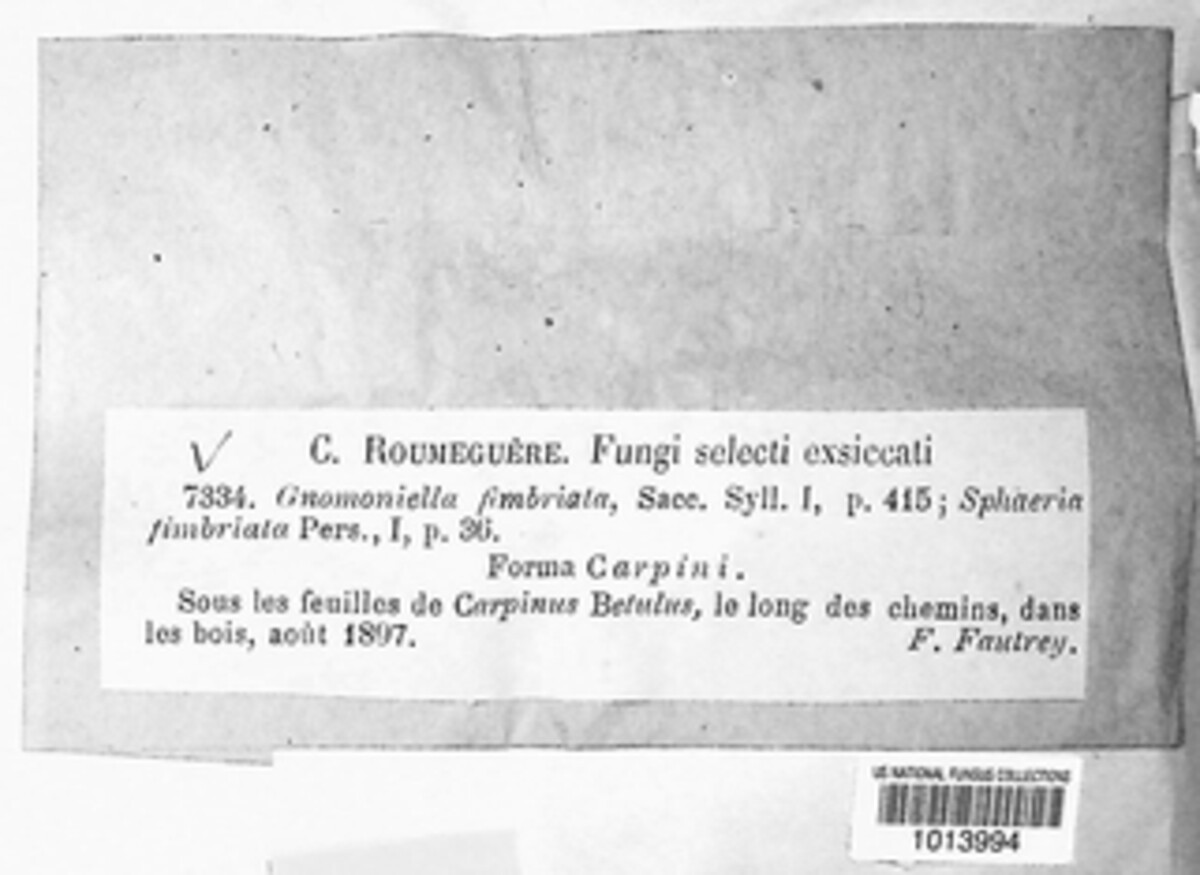 C. ROUMEGUÈRE. Fungi selecti exsiccati
7334. Gnomoniella fimbriata, Sacc. Syll. I, p. 415; Sphaeria
fimbriata Pers., I, p. 36.
Forma Carpini.
Sous les feuilles de Carpinus Betulus, le long des chemins, dans
les bois, août 1897.
F. Fautrey.
US NATIONAL FUNGUS COLLECTIONS
1013994